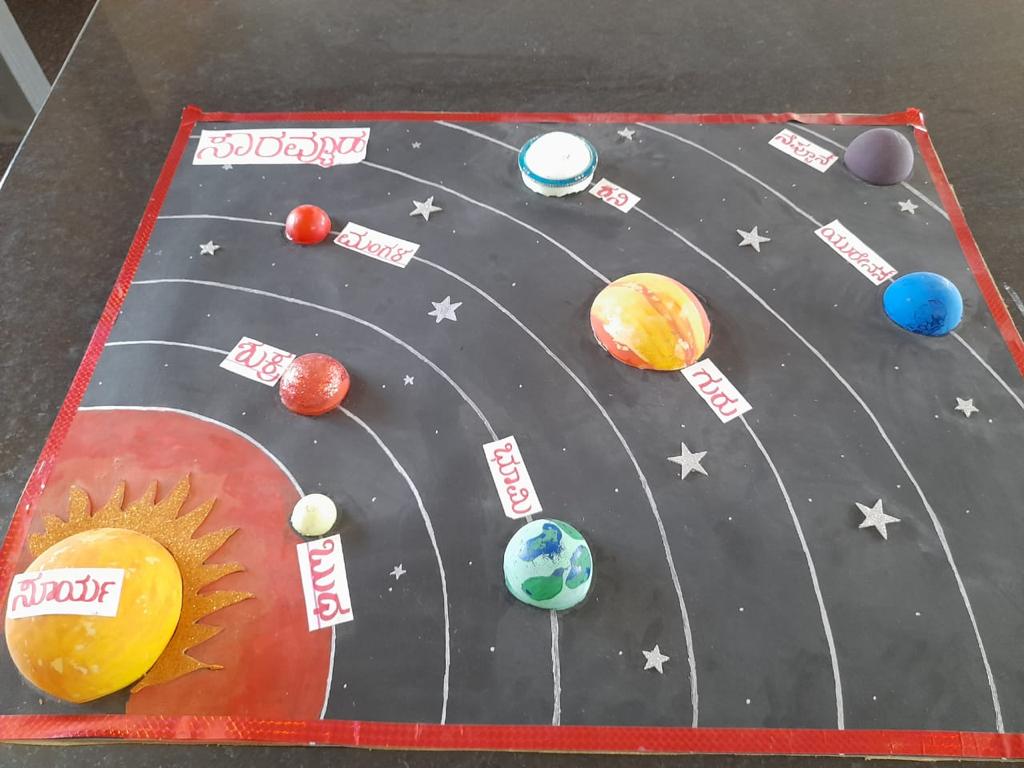 ಸೌರವ್ಯೂಹ
ನೆಪ್ಚೂನ್
ಶನಿ
ಯುರೇನಸ್
ಮಂಗಳ
ಶುಕ್ರ
ಗುರು
ಭೂಮಿ
ಬುಧ
ಸೂರ್ಯ